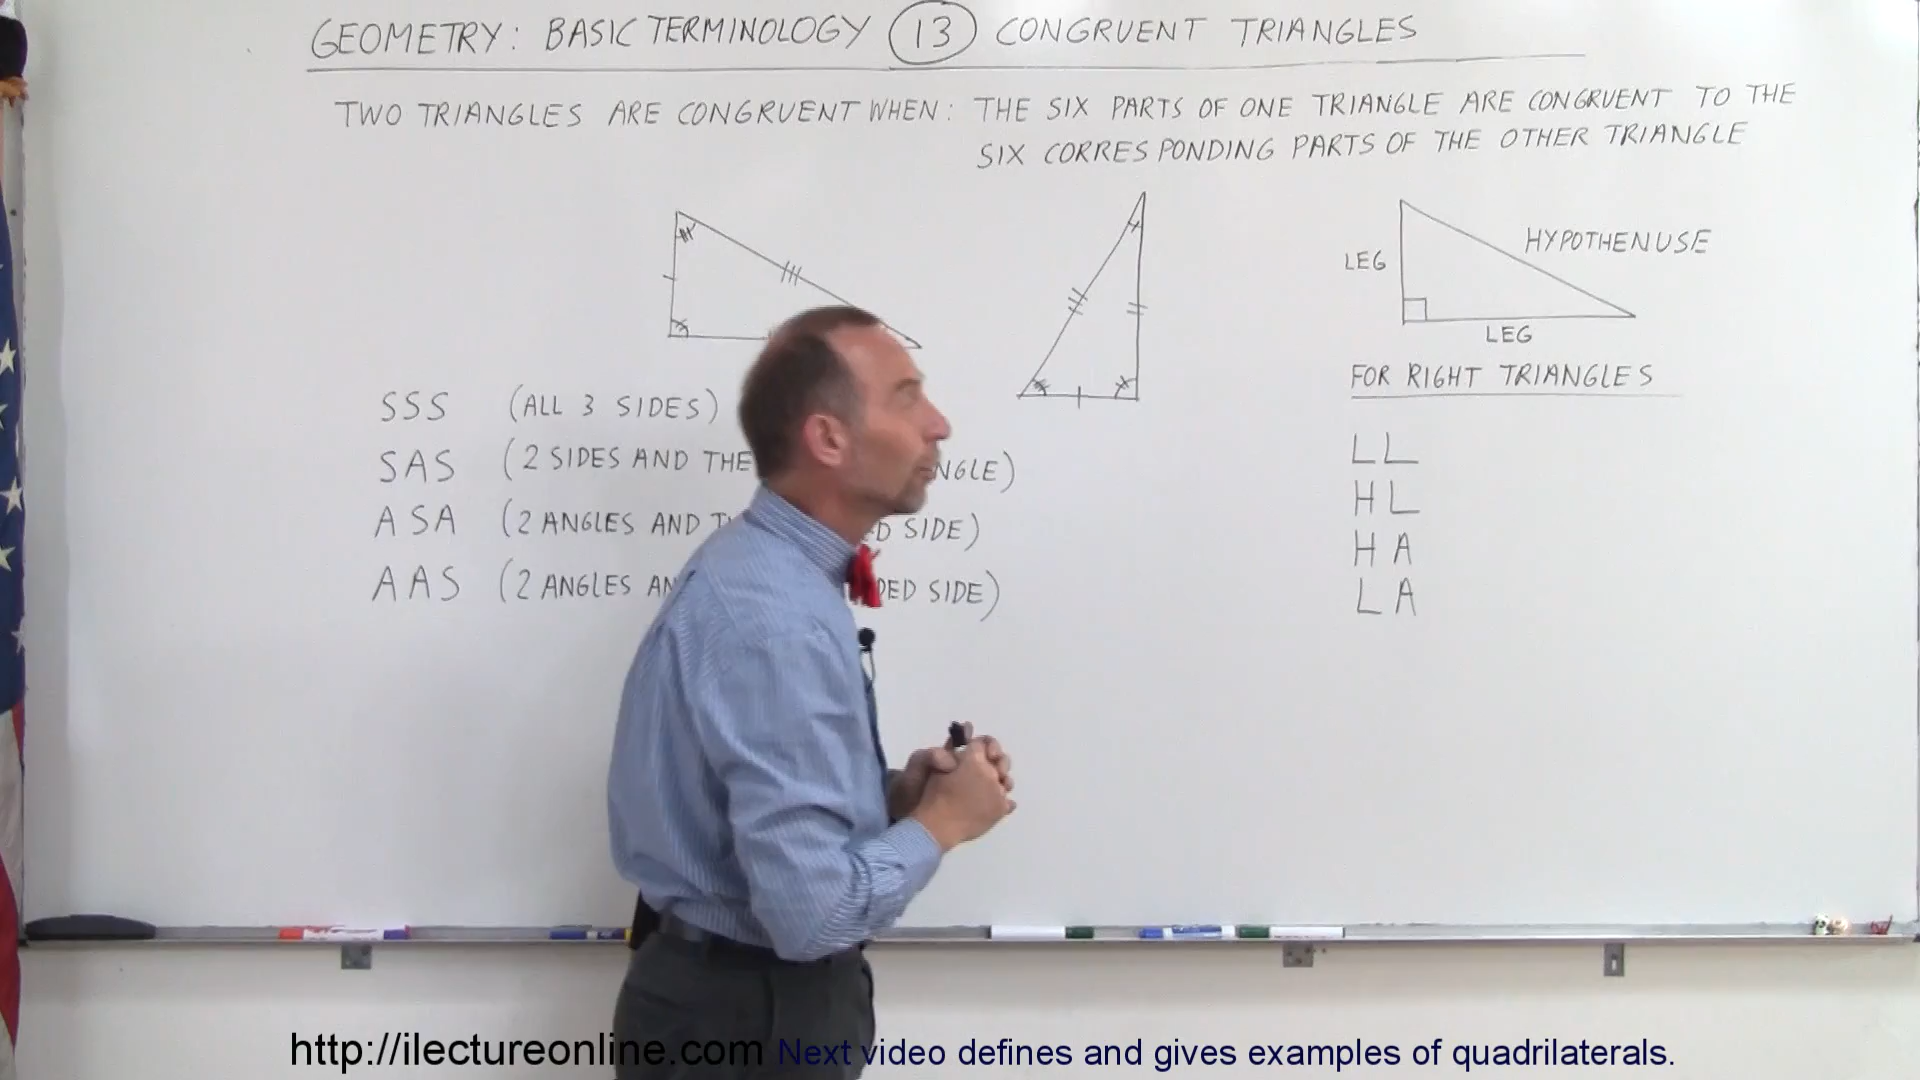 GEOMETRY: BASIC TERMINOLOGY 13 CONGRUENT TRIANGLES
TWO TRIANGLES ARE CONGRUENT WHEN: THE SIX PARTS OF ONE TRIANGLE ARE CONGRUENT TO THE
SIX CORRESPONDING PARTS OF THE OTHER TRIANGLE
LEG
HYPOTHENUSE
LEG
FOR RIGHT TRIANGLES
SSS (ALL 3 SIDES)
SAS (2 SIDES AND THE
ASA (2 ANGLES AND SIDE)
AAS (2 ANGLES SIDE)
LL
HL
HA
LA
http://ilectureonline.com Next video defines and gives examples of quadrilaterals.